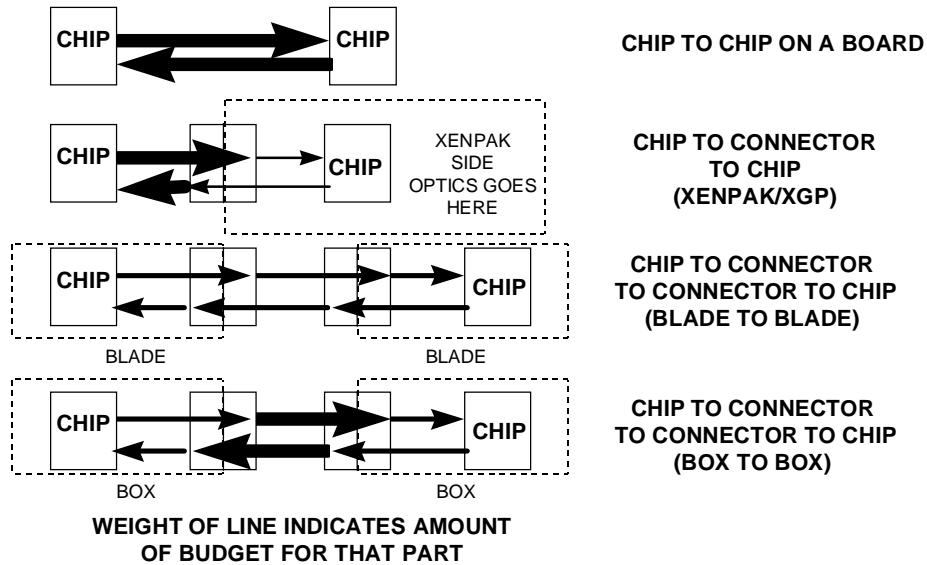 CHIP
CHIP
CHIP TO CHIP ON A BOARD
CHIP
CHIP
XENPAK
SIDE
OPTICS GOES
HERE
CHIP TO CONNECTOR
TO CHIP
(XENPAK/XGP)
CHIP
CHIP
CHIP TO CONNECTOR
TO CONNECTOR TO CHIP
(BLADE TO BLADE)
BLADE
BLADE
CHIP
CHIP
CHIP TO CONNECTOR
TO CONNECTOR TO CHIP
(BOX TO BOX)
BOX
BOX
WEIGHT OF LINE INDICATES AMOUNT
OF BUDGET FOR THAT PART